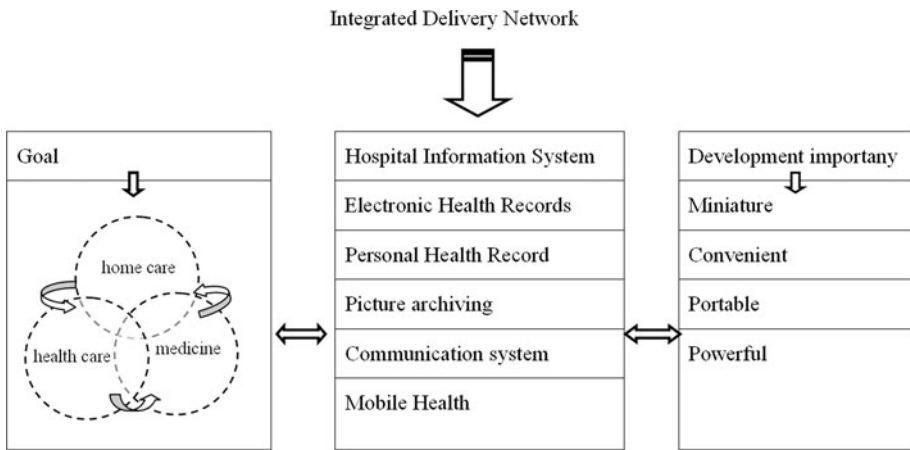 Integrated Delivery Network
Goal
home care
health care
medicine
Hospital Information System
Electronic Health Records
Personal Health Record
Picture archiving
Communication system
Mobile Health
Development importany
Miniature
Convenient
Portable
Powerful